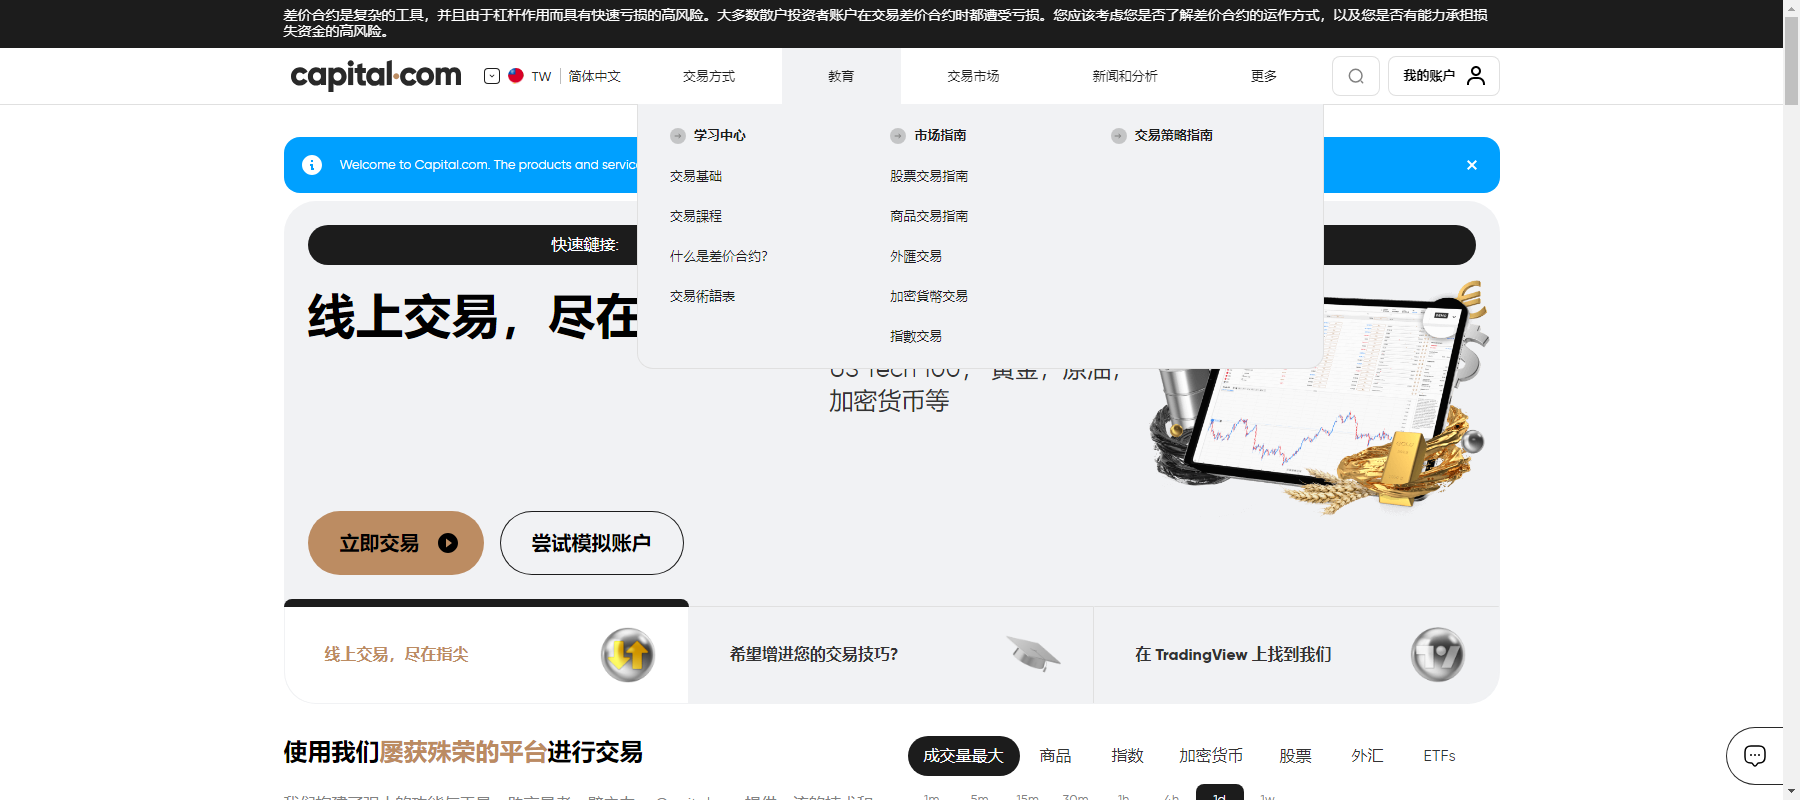 差价合约是复杂的工具，并且由于杠杆作用而具有快速亏损的高风险。大多数散户投资者账户在交易差价合约时都遭受亏损。您应该考虑您是否了解差价合约的运作方式，以及您是否有能力承担损
失资金的高风险。
capital.com
TW 简体中文
交易方式 教育 交易市场 新闻和分析 更多
我的账户
学习中心 市场指南 交易策略指南
Welcome to Capital.com. The products and
交易基础 股票交易指南
交易課程 商品交易指南
快速鏈接:
什么是差价合约? 外匯交易
交易術語表 加密貨幣交易
线上交易，尽在
指數交易
US Tech 100， 黄金，原油，
加密货币等
立即交易 尝试模拟账户
线上交易，尽在指尖
希望增进您的交易技巧?
在 TradingView 上找到我们
使用我们屡获殊荣的平台进行交易
成交量最大 商品 指数 加密货币 股票 外汇 ETFs
1m 5m 15m 30m 1h 4h 1d 1w